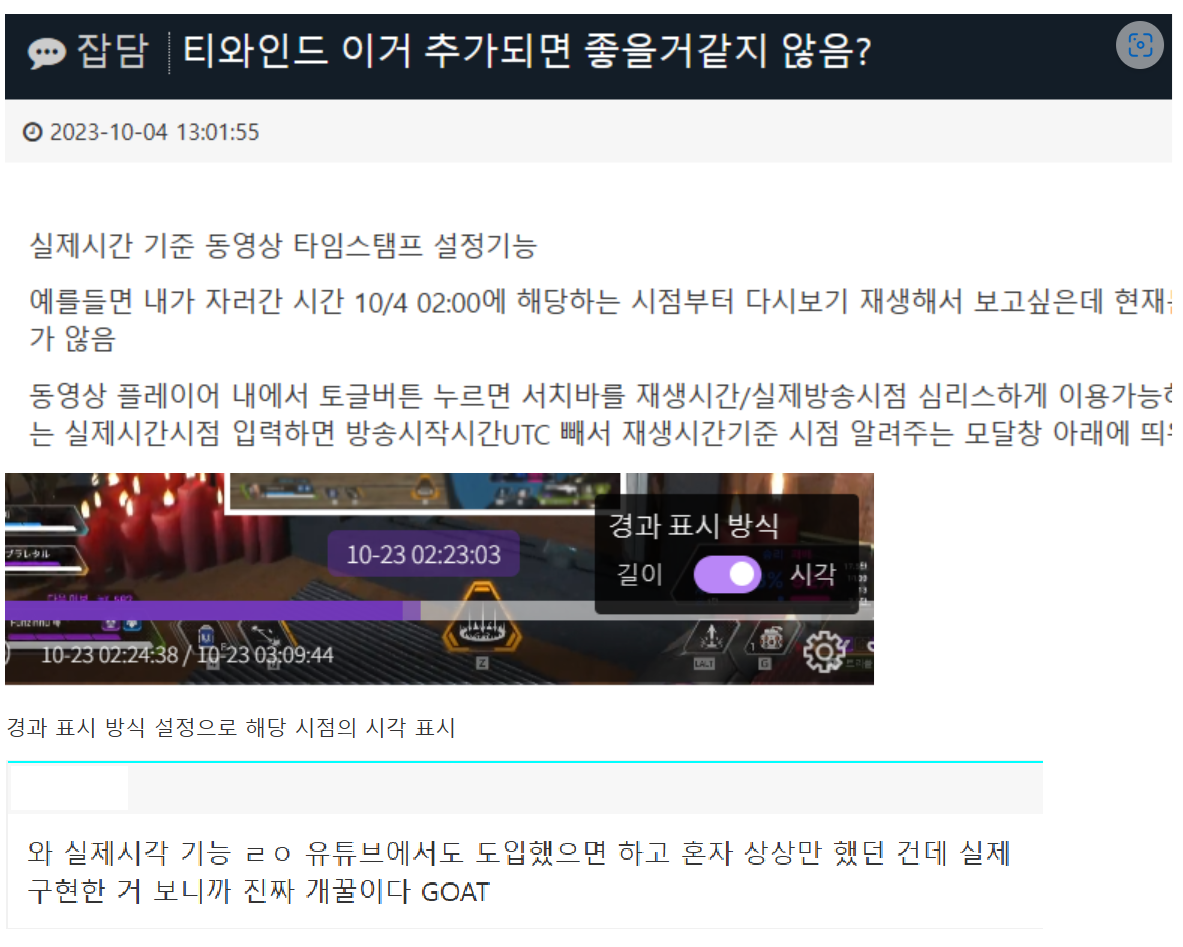 잡담 티와인드 이거 추가되면 좋을거같지 않음?
2023-10-04 13:01:55
실제시간 기준 동영상 타임스탬프 설정기능
예를들면 내가 자러간 시간 10/4 02:00에 해당하는 시점부터 다시보기 재생해서 보고싶은데
가 않음
동영상 플레이어 내에서 토글버튼 누르면 서치바를 재생시간/실제방송시점 심리스하게
는 실제시간시점 입력하면 방송시작시간UTC 빼서 재생시간기준 시점 알려주는 모달창 아래에
경과 표시 방식
10-23 02:23:03
길이 시각
10-23 02:24:38 / 10-23 03:09:44
Z
LALT
1 G
경과 표시 방식 설정으로 해당 시점의 시각 표시
와 실제시각 기능 ㄹㅇ 유튜브에서도 도입했으면 하고 혼자 상상만 했던 건데 실제
구현한 거 보니까 진짜 개꿀이다 GOAT